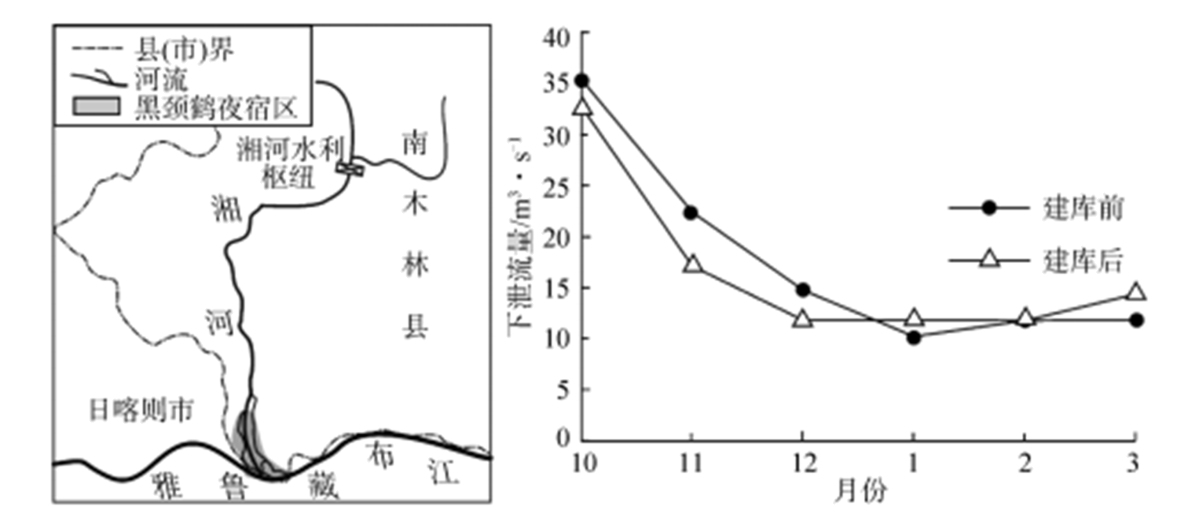 县(市)界
河流
黑颈鹤夜宿区
湘河水利
枢纽
南
木
林
县
湘
河
日喀则市
雅鲁藏布江
下泄流量/m³·s⁻¹
40
35
30
25
20
15
10
5
0
10 11 12 1 2 3
月份
建库前
建库后